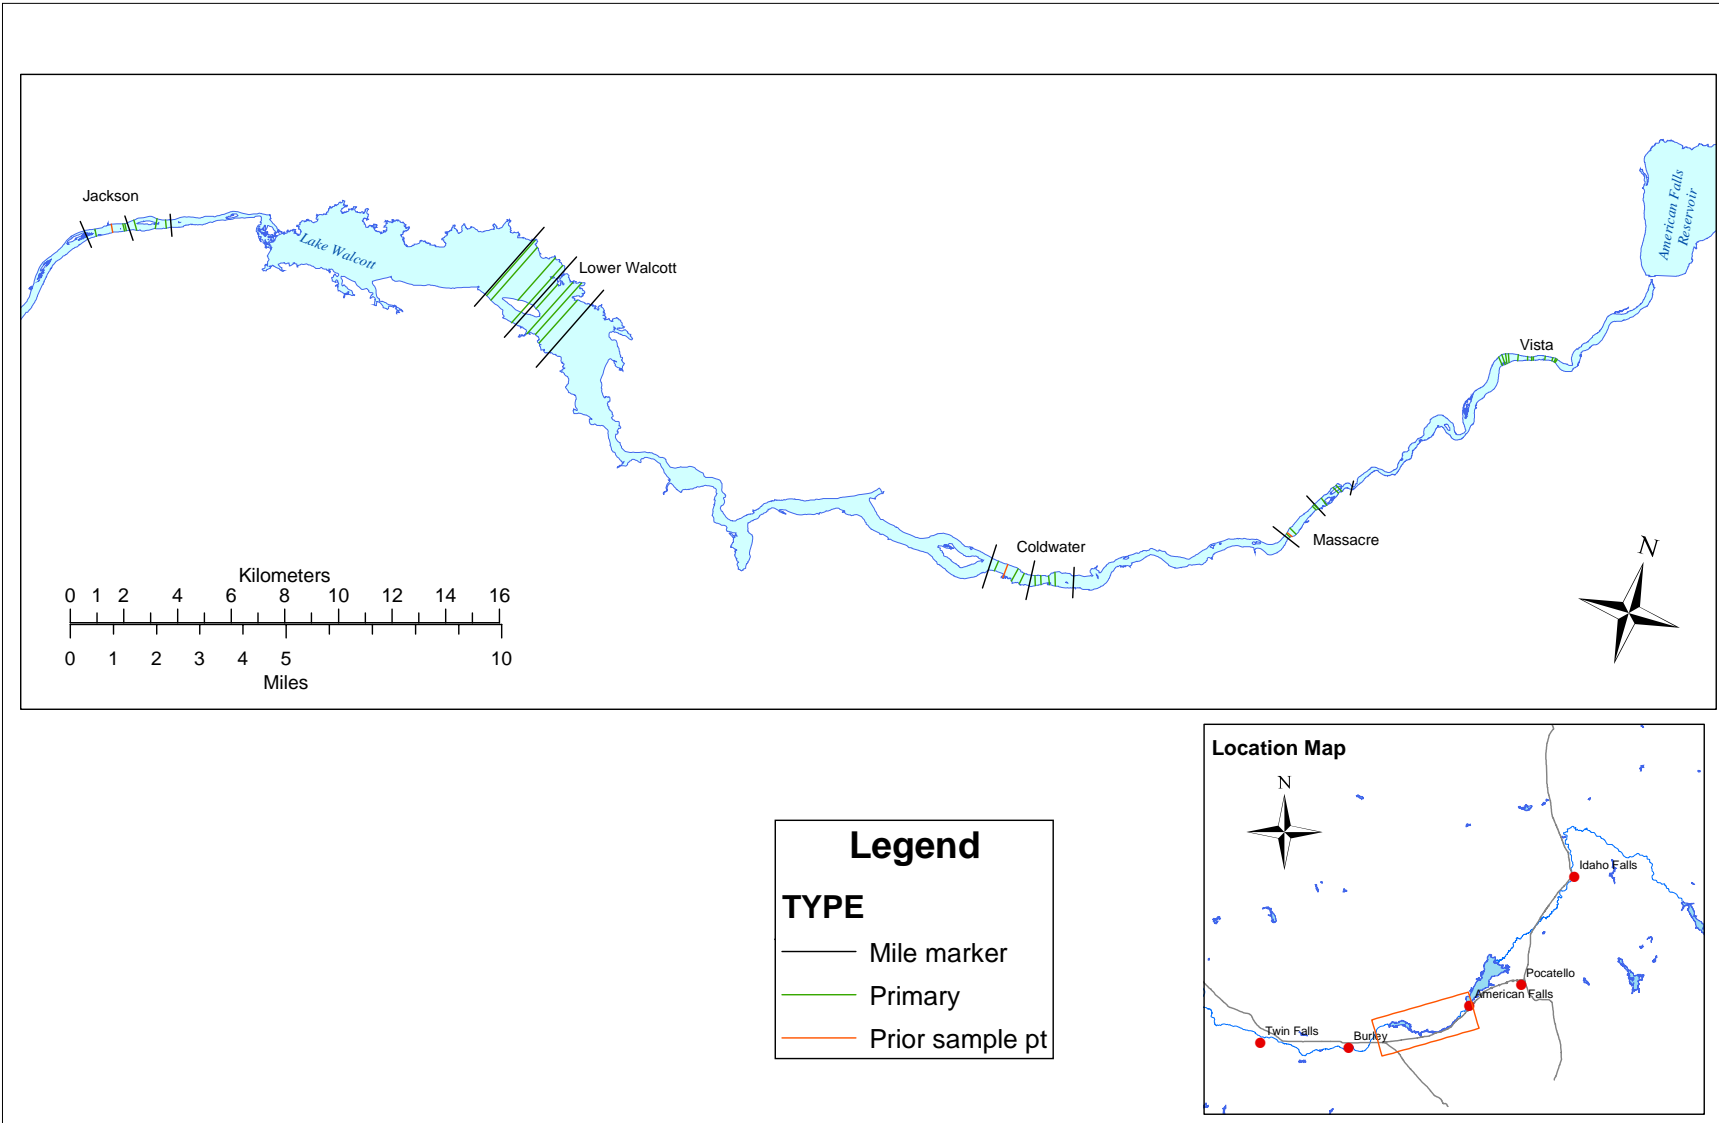 Jackson
Lake Walcott
Lower Walcott
American Falls
Reservoir
Vista
Coldwater
Massacre
N
Kilometers
0 1 2 4 6 8 10 12 14 16
0 1 2 3 4 5 10
Miles
Location Map
N
Idaho Falls
Pocatello
American Falls
Twin Falls
Burley
Legend
TYPE
Mile marker
Primary
Prior sample pt